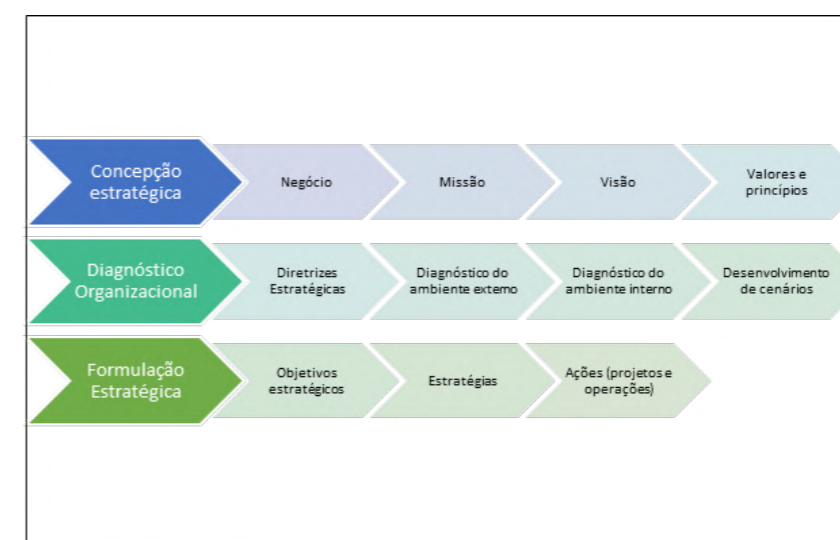 Concepção
estratégica
Negócio
Missão
Visão
Valores e
princípios
Diagnóstico
Organizacional
Diretrizes
Estratégicas
Diagnóstico do
ambiente externo
Diagnóstico do
ambiente interno
Desenvolvimento
de cenários
Formulação
Estratégica
Objetivos
estratégicos
Estratégias
Ações (projetos e
operações)